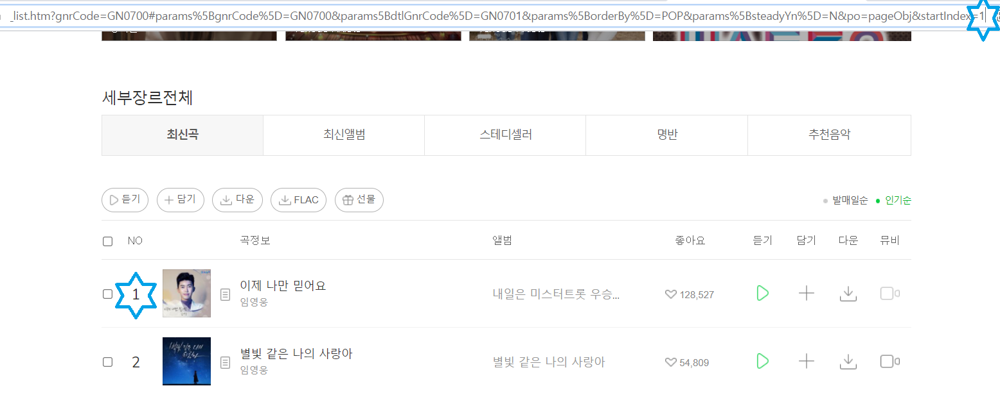 _list.htm?gnrCode=GN0700#params%5BgnrCode%5D=GN0700&params5BdtlGnrCode%5D=GN0701&params%5BorderBy%5D=POP&params%5BsteadyYn%5D=N&po=pageObj&startIndex=1
세부장르전체
최신곡 최신앨범 스테디셀러 명반 추천음악
듣기 담기 다운 FLAC 선물 발매일순 인기순
NO 곡정보 앨범 좋아요 듣기 담기 다운 뮤비
1 이제 나만 믿어요 내일은 미스터트롯 우승... 128,527
임영웅
2 별빛 같은 나의 사랑아 별빛 같은 나의 사랑아 54,809
임영웅